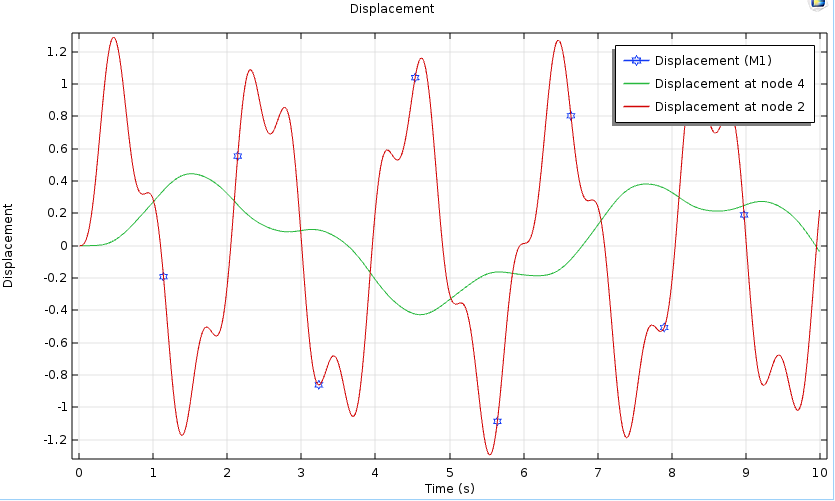 Displacement
1.2
1
0.8
0.6
0.4
0.2
0
-0.2
-0.4
-0.6
-0.8
-1
-1.2
Displacement
Displacement (M1)
Displacement at node 4
Displacement at node 2
0 1 2 3 4 5 6 7 8 9 10
Time (s)